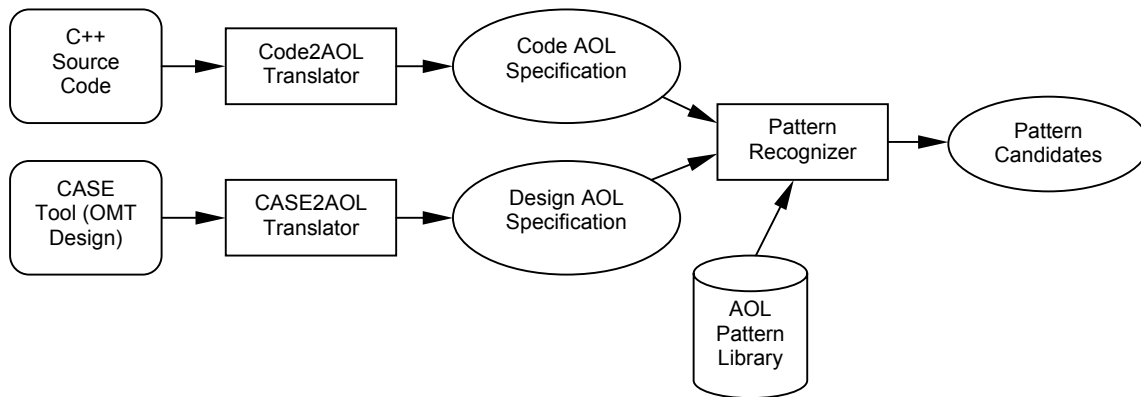 C++
Source
Code
Code2AOL
Translator
Code AOL
Specification
CASE
Tool (OMT
Design)
CASE2AOL
Translator
Design AOL
Specification
Pattern
Recognizer
Pattern
Candidates
AOL
Pattern
Library